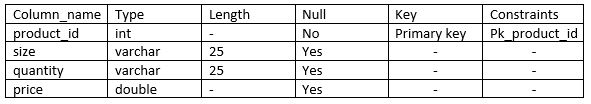 Column_name Type Length Null Key Constraints
product_id int - No Primary key Pk_product_id
size varchar 25 Yes - -
quantity varchar 25 Yes - -
price double - Yes - -